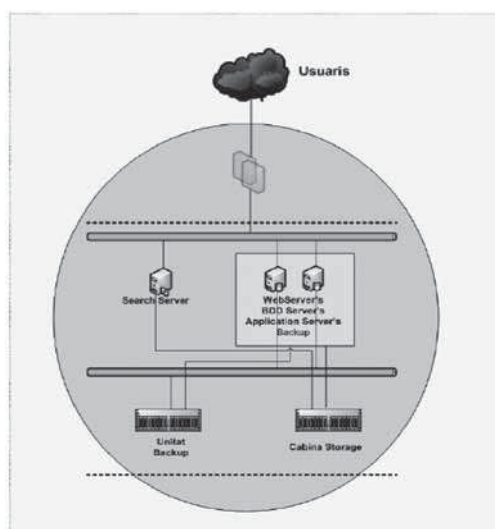 Usuaris
Search Server
WebServer's
BDD Server's
Application Server's
Backup
Unitat
Backup
Cabina Storage